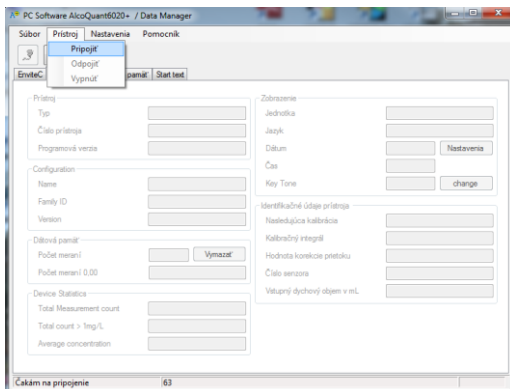 PC Software AlcoQuant6020+ / Data Manager
Súbor Prístroj Nastavenia Pomocník
Pripojiť
Odpojiť
Vypnúť
EnviteC pamäť Start text
Prístroj
Typ
Číslo prístroja
Programová verzia
Configuration
Name
Family ID
Version
Dátová pamäť
Počet meraní Vymazať
Počet meraní 0,00
Device Statistics
Total Measurement count
Total count > 1mg/L
Average concentration
Zobrazenie
Jednotka
Jazyk
Dátum Nastavenia
Čas
Key Tone change
Identifikačné údaje prístroja
Nasledujúca kalibrácia
Kalibračný integrál
Hodnota korekcie prietoku
Číslo senzora
Vstupný dychový objem v mL
Čakám na pripojenie 63